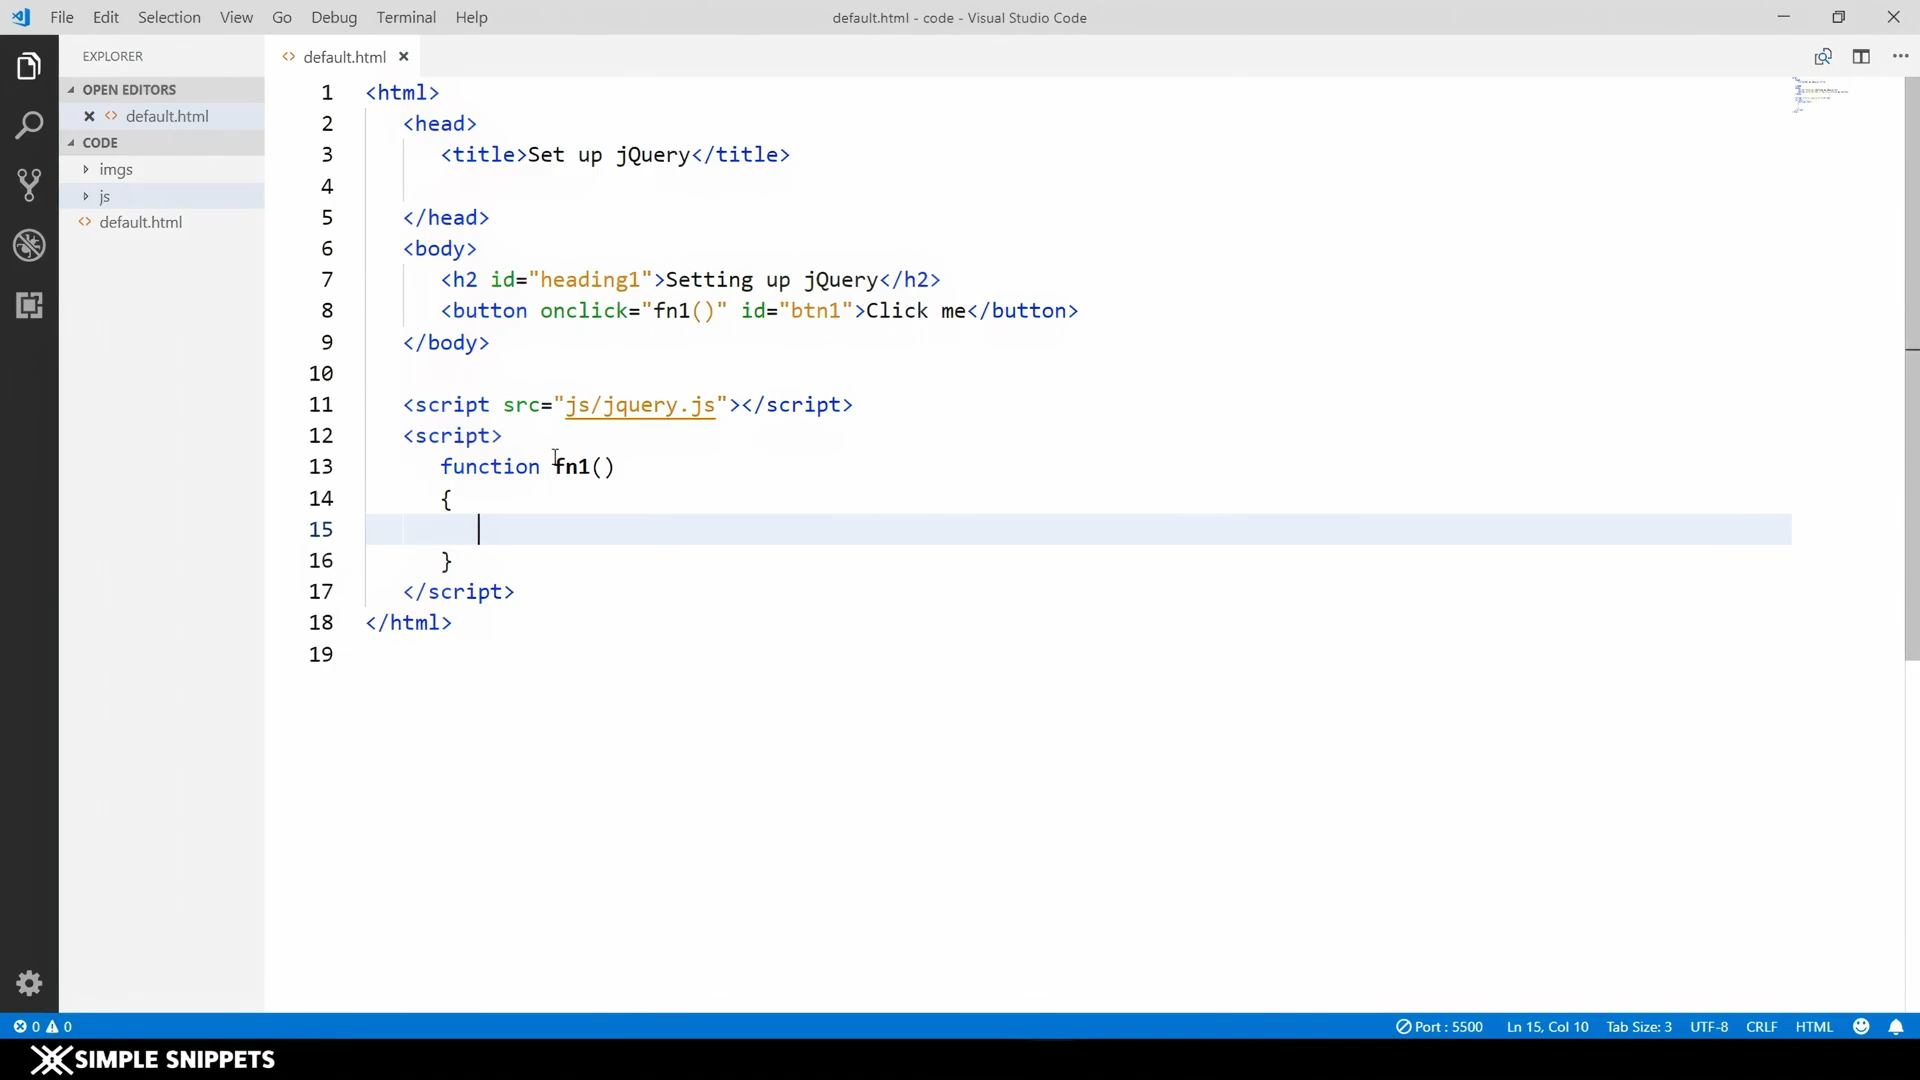 File Edit Selection View Go Debug Terminal Help default.html - code - Visual Studio Code
EXPLORER
OPEN EDITORS
default.html
CODE
imgs
js
default.html
default.html
1 <html>
2 <head>
3 <title>Set up jQuery</title>
4
5 </head>
6 <body>
7 <h2 id="heading1">Setting up jQuery</h2>
8 <button onclick="fn1()" id="btn1">Click me</button>
9 </body>
10
11 <script src="js/jquery.js"></script>
12 <script>
13 function fn1()
14 {
15
16 }
17 </script>
18 </html>
19
0 0 Port : 5500 Ln 15, Col 10 Tab Size: 3 UTF-8 CRLF HTML
SIMPLE SNIPPETS